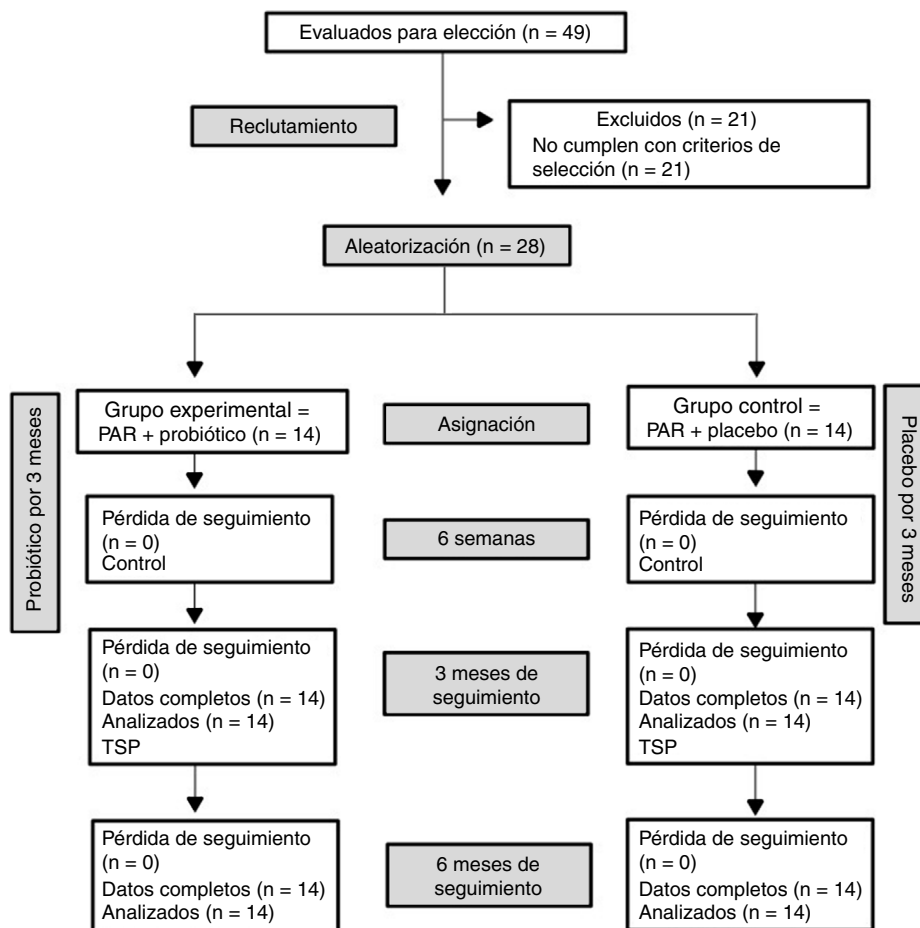 Evaluados para elección (n = 49)
Reclutamiento
Excluidos (n = 21)
No cumplen con criterios de
selección (n = 21)
Aleatorización (n = 28)
Probiótico por 3 meses
Grupo experimental =
PAR + probiótico (n = 14)
Asignación
Grupo control =
PAR + placebo (n = 14)
Placebo por 3 meses
Pérdida de seguimiento
(n = 0)
Control
6 semanas
Pérdida de seguimiento
(n = 0)
Control
Pérdida de seguimiento
(n = 0)
Datos completos (n = 14)
Analizados (n = 14)
TSP
3 meses de
seguimiento
Pérdida de seguimiento
(n = 0)
Datos completos (n = 14)
Analizados (n = 14)
TSP
Pérdida de seguimiento
(n = 0)
Datos completos (n = 14)
Analizados (n = 14)
6 meses de
seguimiento
Pérdida de seguimiento
(n = 0)
Datos completos (n = 14)
Analizados (n = 14)